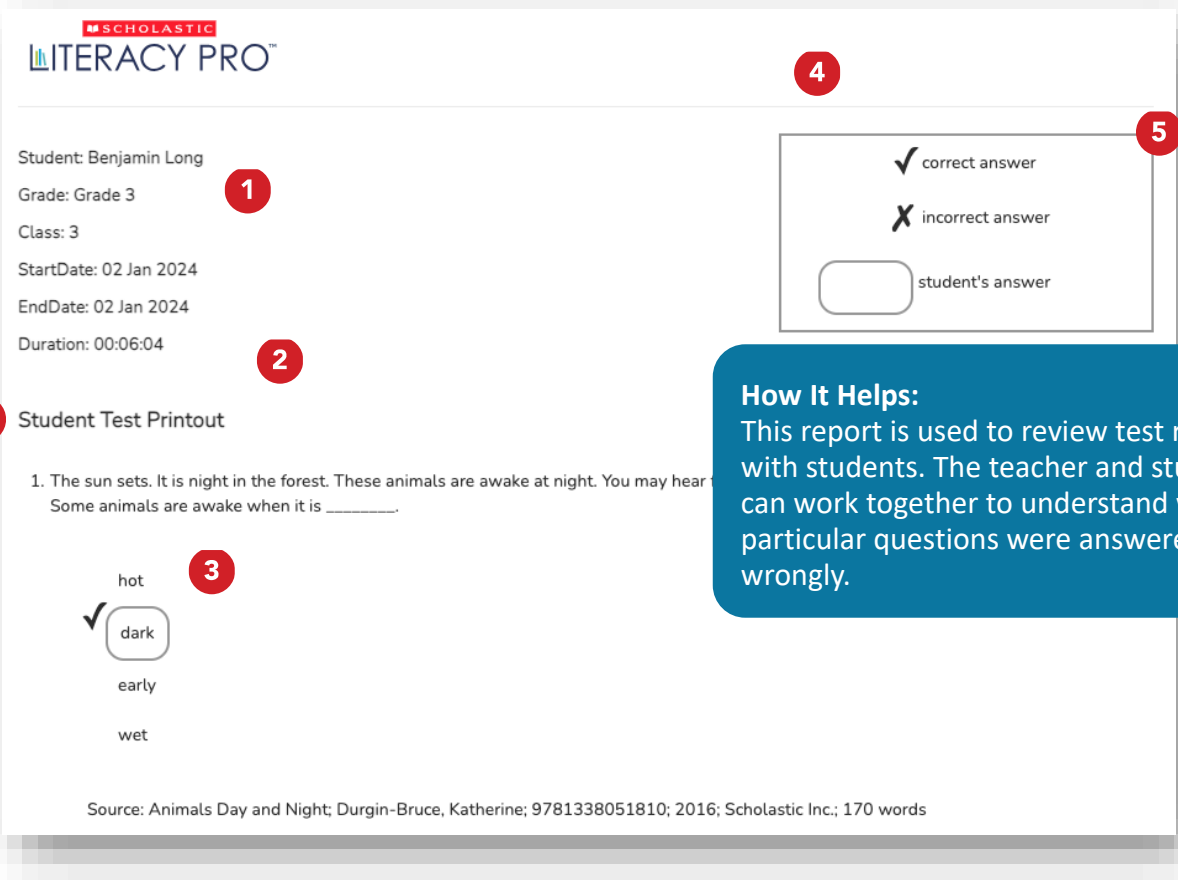 SCHOLASTIC
LITERACY PRO™
4
5
Student: Benjamin Long
Grade: Grade 3
1
Class: 3
StartDate: 02 Jan 2024
EndDate: 02 Jan 2024
Duration: 00:06:04
2
✓ correct answer
✗ incorrect answer
student's answer
How It Helps:
This report is used to review test
with students. The teacher and
can work together to understand
particular questions were
wrongly.
Student Test Printout
1. The sun sets. It is night in the forest. These animals are awake at night. You may hear
Some animals are awake when it is ________.
hot
3
✓ dark
early
wet
Source: Animals Day and Night; Durgin-Bruce, Katherine; 9781338051810; 2016; Scholastic Inc.; 170 words